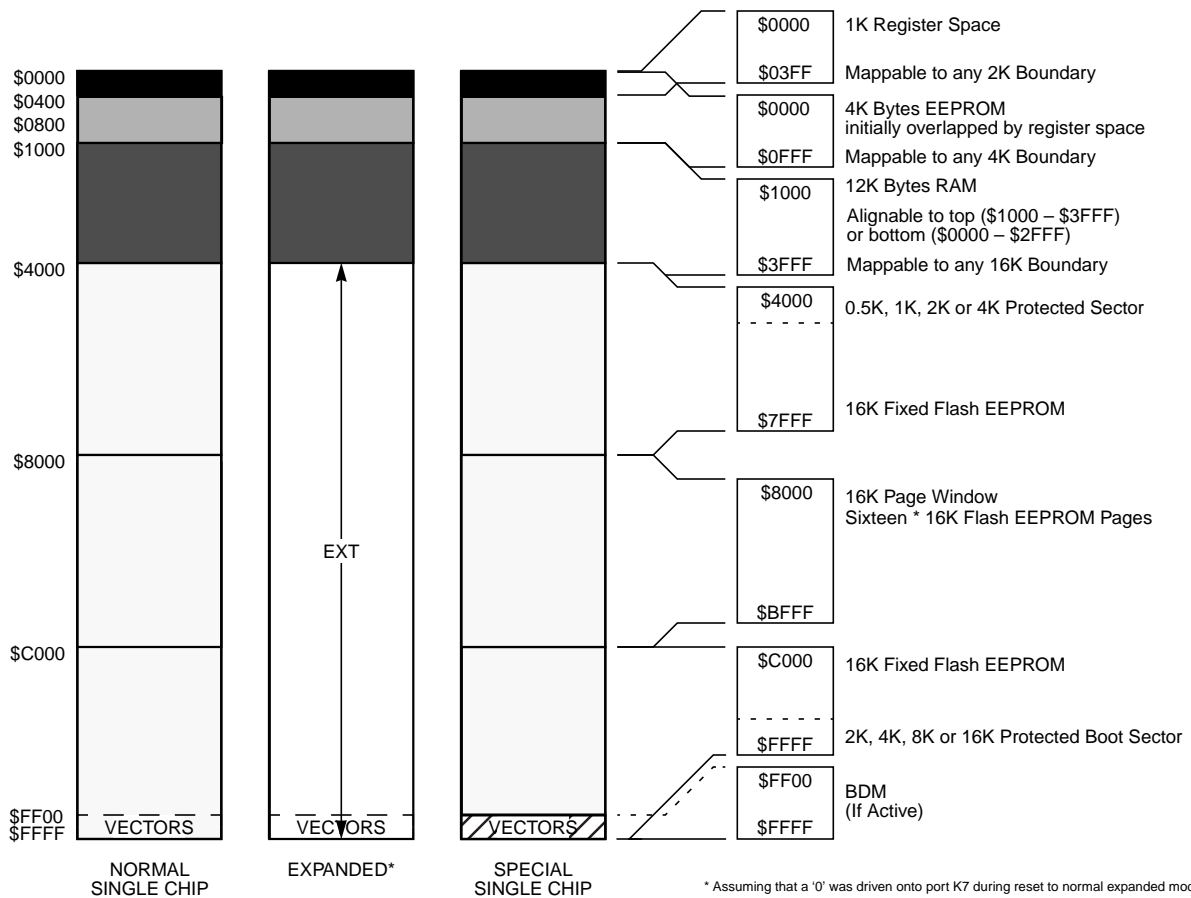 $0000
$0400
$0800
$1000
$4000
$8000
$C000
$FF00
$FFFF
EXT
VECTORS
VECTORS
VECTORS
NORMAL
SINGLE CHIP
EXPANDED*
SPECIAL
SINGLE CHIP
$0000
1K Register Space
$03FF
Mappable to any 2K Boundary
$0000
4K Bytes EEPROM
initially overlapped by register space
$0FFF
Mappable to any 4K Boundary
$1000
12K Bytes RAM
Alignable to top ($1000 – $3FFF)
or bottom ($0000 – $2FFF)
$3FFF
Mappable to any 16K Boundary
$4000
0.5K, 1K, 2K or 4K Protected Sector
$7FFF
16K Fixed Flash EEPROM
$8000
16K Page Window
Sixteen * 16K Flash EEPROM Pages
$BFFF
$C000
16K Fixed Flash EEPROM
$FFFF
2K, 4K, 8K or 16K Protected Boot Sector
$FF00
BDM
(If Active)
$FFFF
* Assuming that a ‘0’ was driven onto port K7 during reset to normal expanded